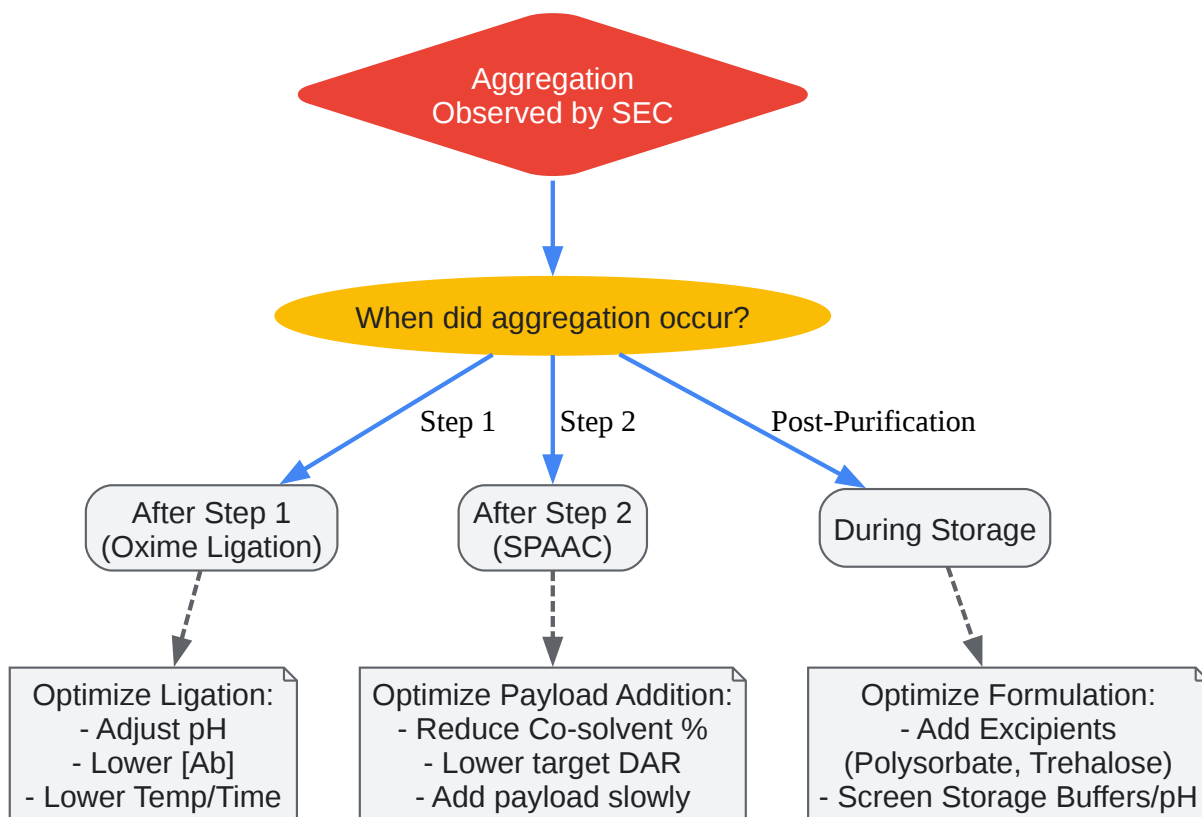 Aggregation
Observed by SEC
When did aggregation occur?
Step 1
Step 2
Post-Purification
After Step 1
(Oxime Ligation)
After Step 2
(SPAAC)
During Storage
Optimize Ligation:
- Adjust pH
- Lower [Ab]
- Lower Temp/Time
Optimize Payload Addition:
- Reduce Co-solvent %
- Lower target DAR
- Add payload slowly
Optimize Formulation:
- Add Excipients
(Polysorbate, Trehalose)
- Screen Storage Buffers/pH